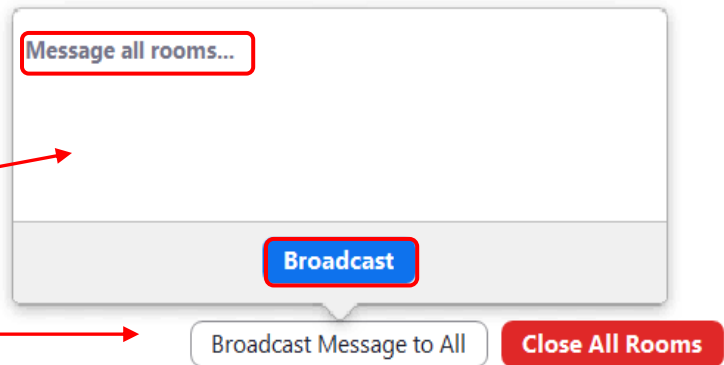 Message all rooms...
Broadcast
Broadcast Message to All
Close All Rooms